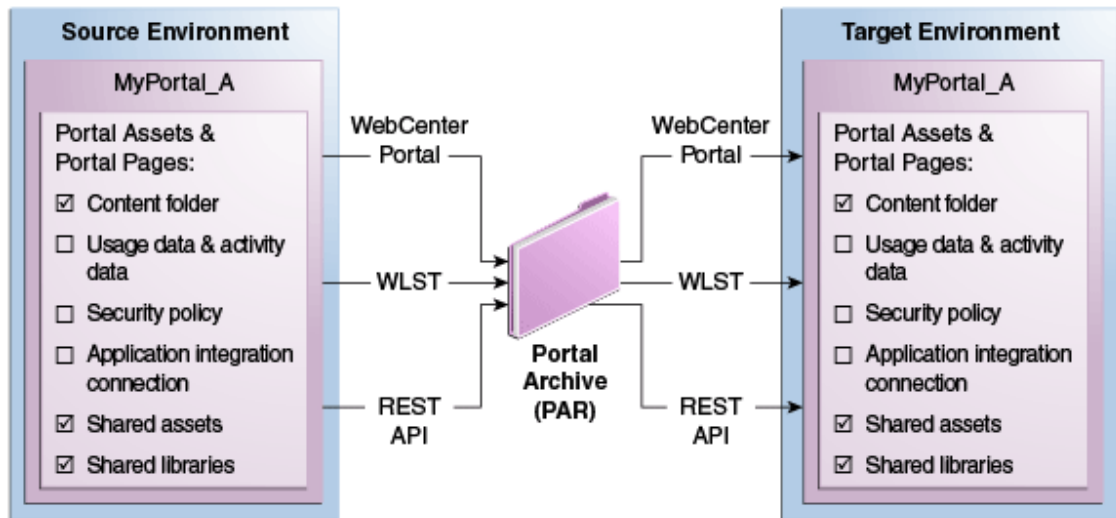 Source Environment
MyPortal_A
Portal Assets &
Portal Pages:
☑ Content folder
☐ Usage data & activity
data
☐ Security policy
☐ Application integration
connection
☑ Shared assets
☑ Shared libraries
WebCenter
Portal
WLST
REST
API
Portal
Archive
(PAR)
WebCenter
Portal
WLST
REST
API
Target Environment
MyPortal_A
Portal Assets &
Portal Pages:
☑ Content folder
☐ Usage data & activity
data
☐ Security policy
☐ Application integration
connection
☑ Shared assets
☑ Shared libraries